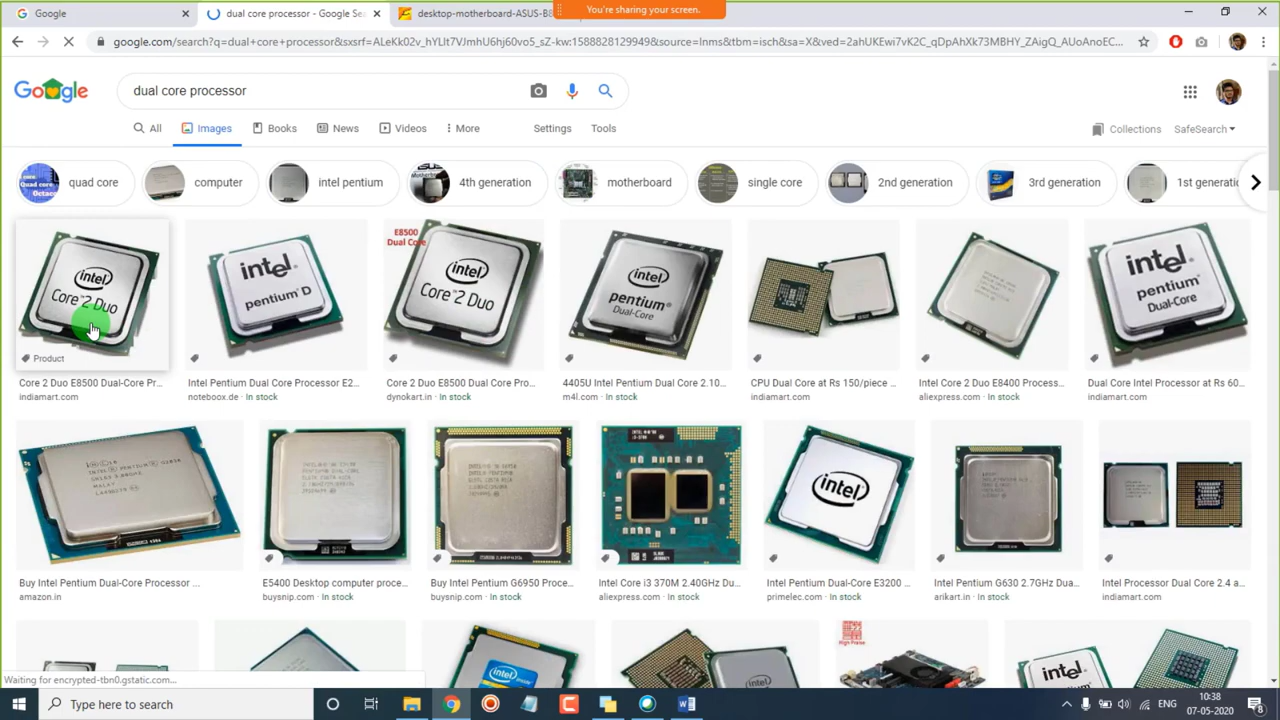 You're sharing your screen.
Google
dual core processor - Google Se
desktop-motherboard-ASUS-B8
google.com/search?q=dual+core+processor&sxsrf=ALeKk02v_hYLIt7VJmhU6hj60vo5_sZ-kw:1588828129949&source=lnms&tbm=isch&sa=X&ved=2ahUKEwi7vK2C_qDpAhXk73MBHY_ZAigQ_AUoAnoEC...
Google
dual core processor
All
Images
Books
News
Videos
More
Settings
Tools
Collections
SafeSearch
quad core
computer
intel pentium
4th generation
motherboard
single core
2nd generation
3rd generation
1st generati
intel
Core™2 Duo
intel
pentium D
E8500
Dual Core
intel
Core™2 Duo
intel
pentium
Dual-Core
intel
pentium
Dual-Core
Product
Core 2 Duo E8500 Dual-Core Pr...
indiamart.com
Intel Pentium Dual Core Processor E2...
noteboox.de · In stock
Core 2 Duo E8500 Dual Core Pro...
dynokart.in · In stock
4405U Intel Pentium Dual Core 2.10...
m4l.com · In stock
CPU Dual Core at Rs 150/piece ...
indiamart.com
Intel Core 2 Duo E8400 Process...
aliexpress.com · In stock
Dual Core Intel Processor at Rs 60...
indiamart.com
intel
Buy Intel Pentium Dual-Core Processor ...
amazon.in
E5400 Desktop computer proce...
buysnip.com · In stock
Buy Intel Pentium G6950 Proce...
buysnip.com · In stock
Intel Core i3 370M 2.40GHz Du...
aliexpress.com · In stock
Intel Pentium Dual-Core E3200 ...
primelec.com · In stock
Intel Pentium G630 2.7GHz Dua...
arikart.in · In stock
Intel Processor Dual Core 2.4 a...
indiamart.com
High Praise
intel
Waiting for encrypted-tbn0.gstatic.com...
Type here to search
ENG
10:38
07-05-2020